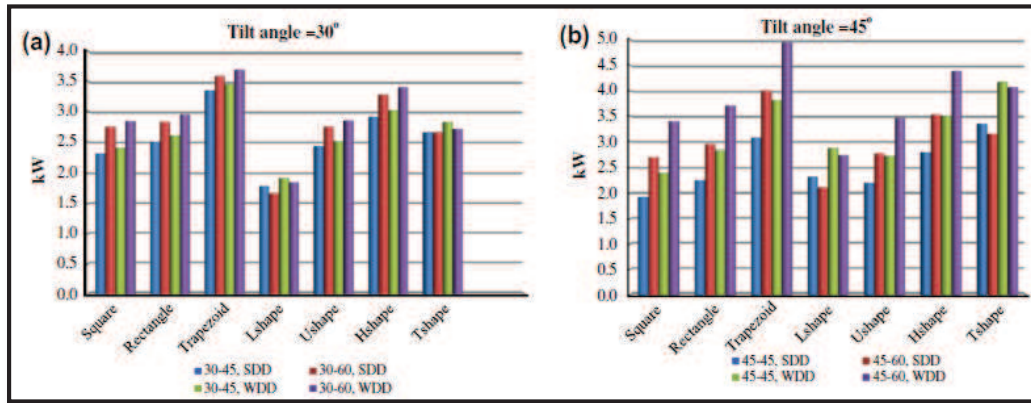 (a)
Tilt angle =30°
4.0
3.5
3.0
2.5
2.0
1.5
1.0
0.5
0.0
kW
Square
Rectangle
Trapezoid
Lshape
Ushape
Hshape
Tshape
30-45, SDD
30-60, SDD
30-45, WDD
30-60, WDD
(b)
Tilt angle =45°
5.0
4.5
4.0
3.5
3.0
2.5
2.0
1.5
1.0
0.5
0.0
kW
Square
Rectangle
Trapezoid
Lshape
Ushape
Hshape
Tshape
45-45, SDD
45-60, SDD
45-45, WDD
45-60, WDD